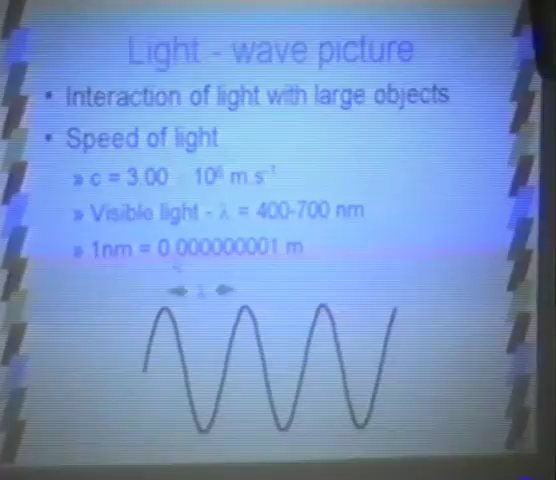 Light - wave picture
• Interaction of light with large objects
• Speed of light
» c = 3.00 10⁸ m s⁻¹
» Visible light - λ = 400-700 nm
» 1nm = 0.000000001 m
λ